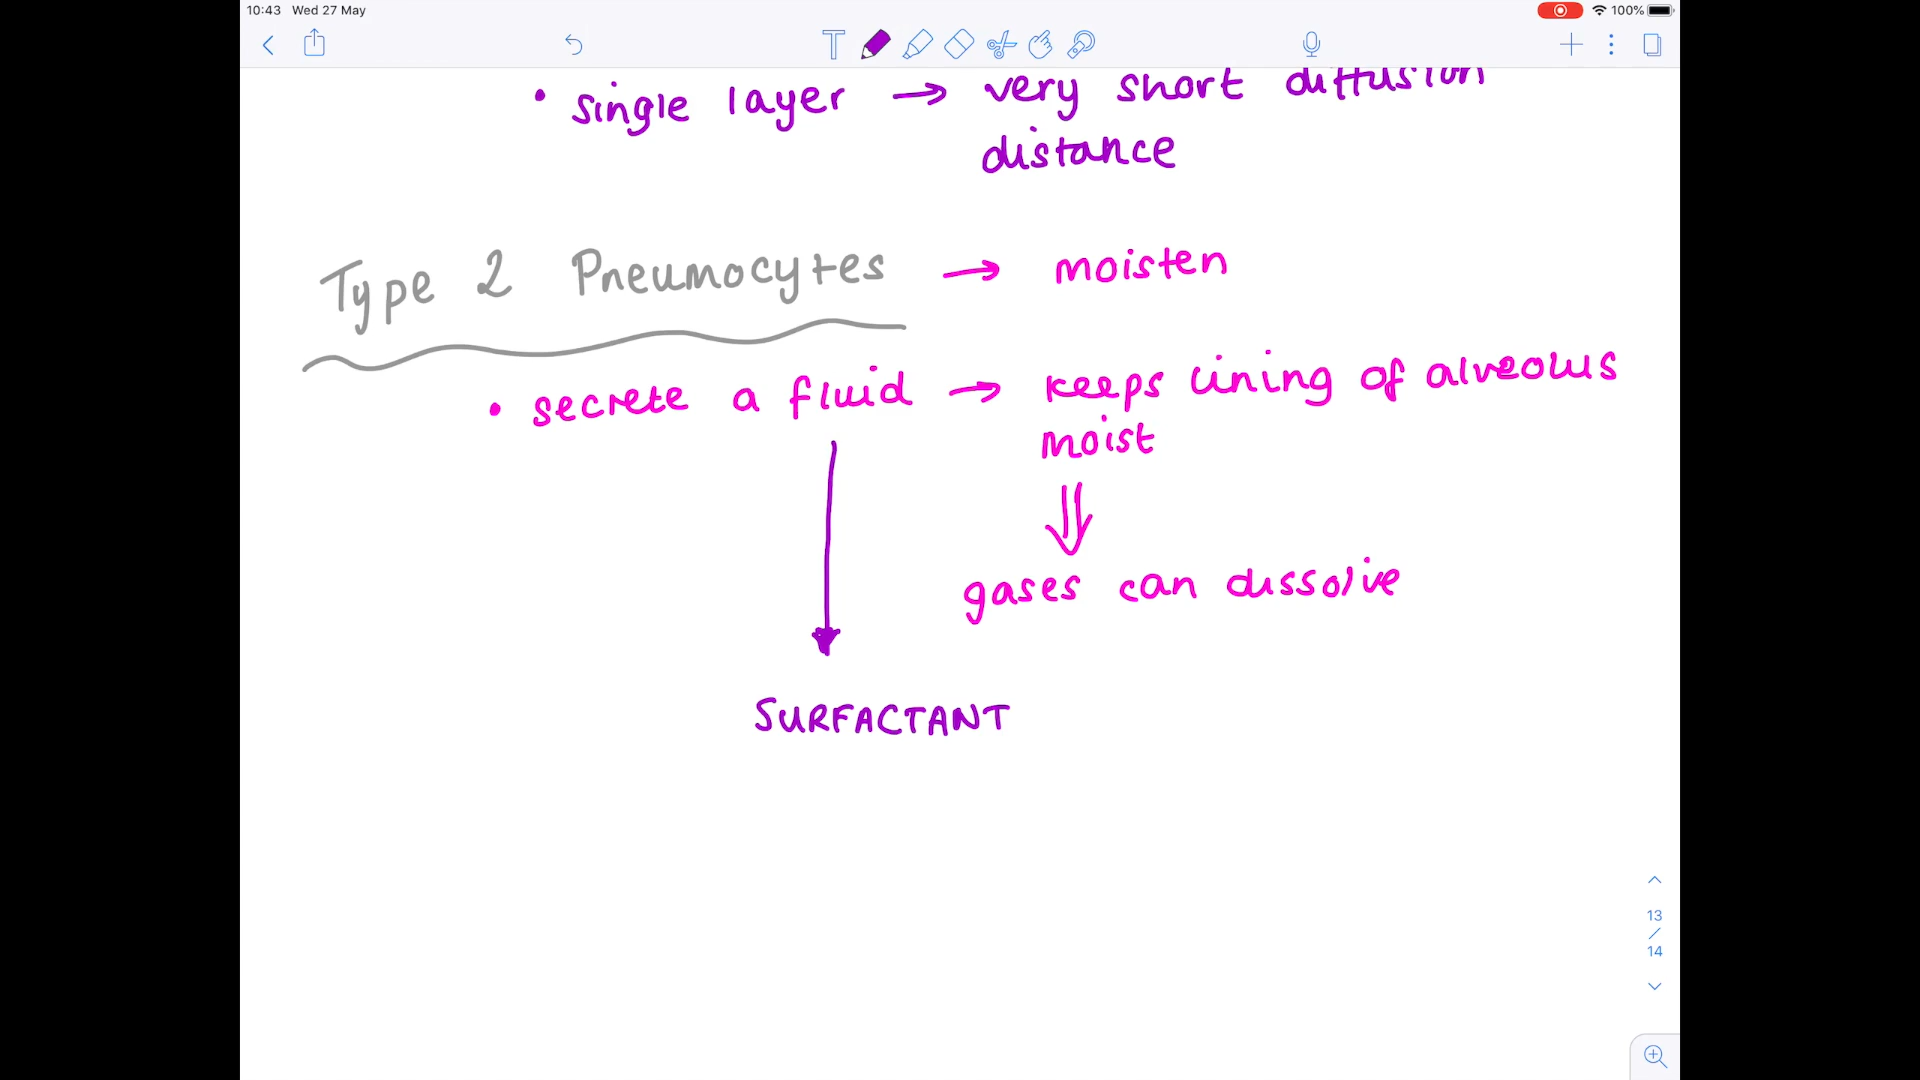 10:43 Wed 27 May
100%
T
• single layer → very short diffusion
distance
Type 2 Pneumocytes → moisten
• secrete a fluid → keeps lining of alveolus
moist
gases can dissolve
SURFACTANT
13
/
14